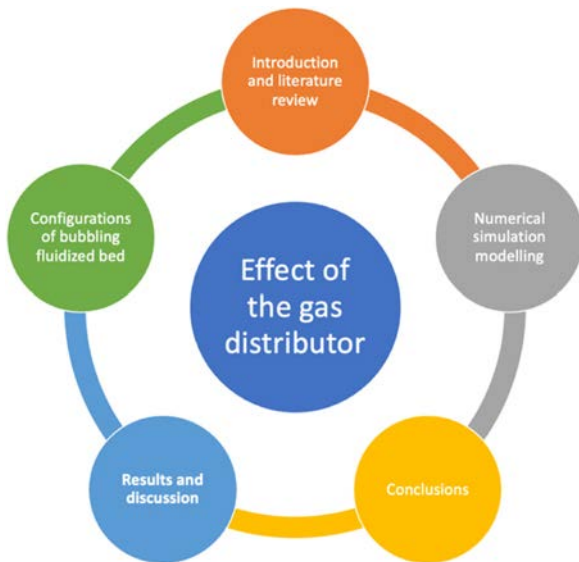 Introduction
and literature
review
Configurations
of bubbling
fluidized bed
Numerical
simulation
modelling
Effect of
the gas
distributor
Results and
discussion
Conclusions